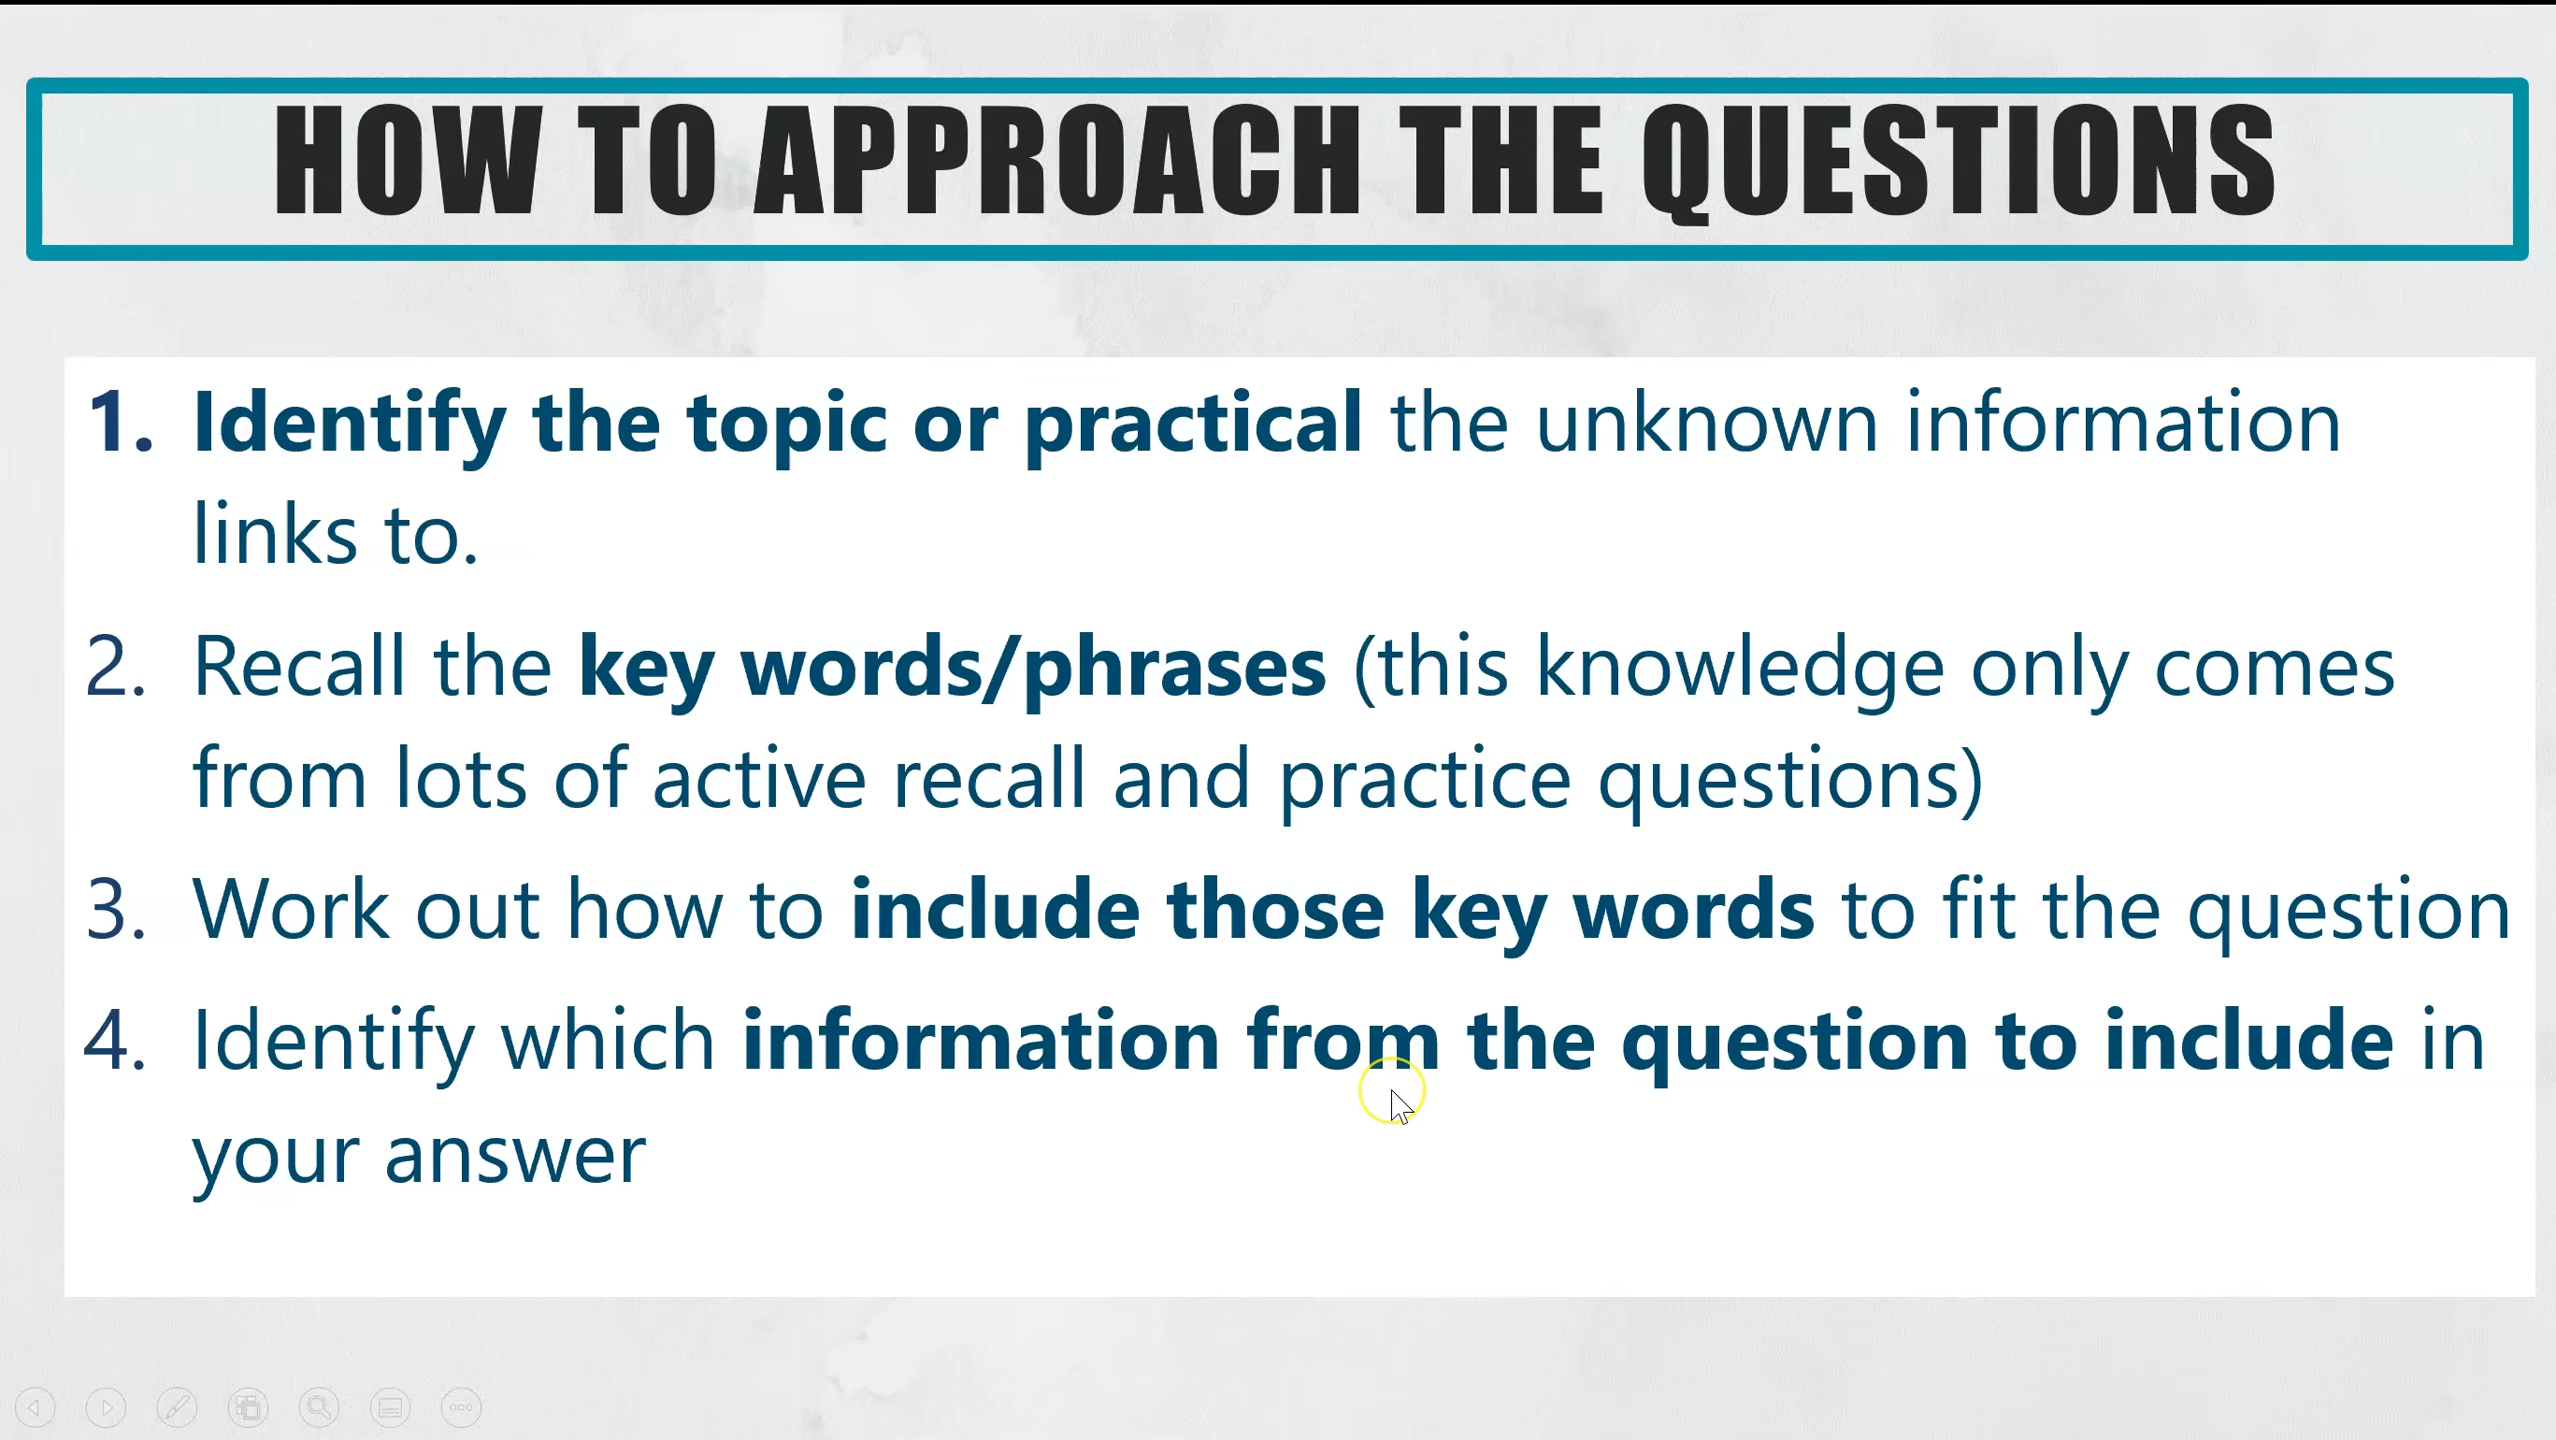 HOW TO APPROACH THE QUESTIONS
1. Identify the topic or practical the unknown information
links to.
2. Recall the key words/phrases (this knowledge only comes
from lots of active recall and practice questions)
3. Work out how to include those key words to fit the question
4. Identify which information from the question to include in
your answer